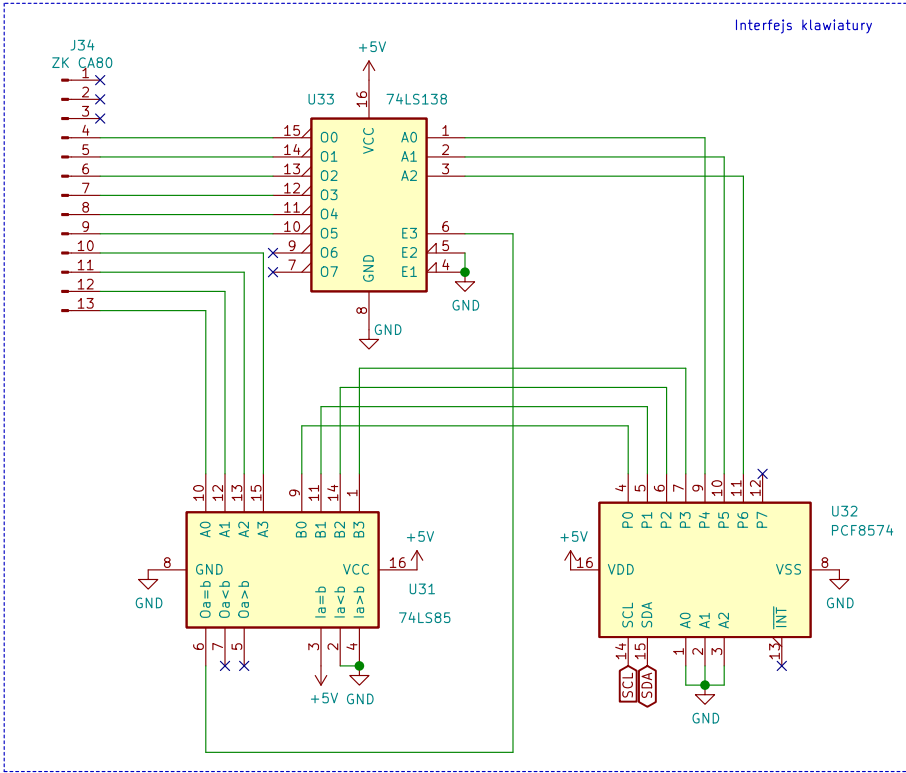 Interfejs klawiatury
J34
ZK CA80
1
2
3
4
5
6
7
8
9
10
11
12
13
+5V
U33
74LS138
16
VCC
15 O0
14 O1
13 O2
12 O3
11 O4
10 O5
9 O6
7 O7
A0 1
A1 2
A2 3
E3 6
E2 5
E1 4
GND
8
GND
GND
10 12 13 15 9 11 14 1
A0 A1 A2 A3 B0 B1 B2 B3
8 GND
VCC 16
+5V
GND
U31
74LS85
Oa=b Oa<b Oa>b Ia=b Ia<b Ia>b
6 7 5 3 2 4
+5V GND
4 5 6 7 9 10 11 12
P0 P1 P2 P3 P4 P5 P6 P7
U32
PCF8574
+5V
16 VDD
VSS 8
GND
SCL SDA A0 A1 A2 INT
14 15 1 2 3 13
SCL SDA
GND